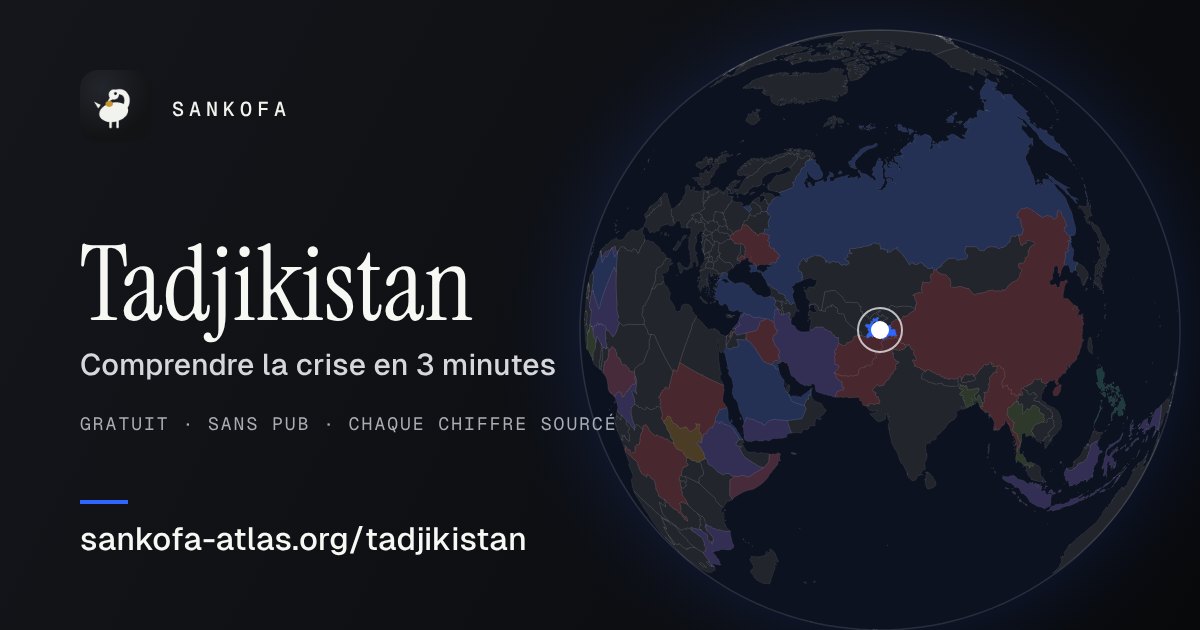 SANKOFA
Tadjikistan
Comprendre la crise en 3 minutes
GRATUIT · SANS PUB · CHAQUE CHIFFRE SOURCÉ
sankofa-atlas.org/tadjikistan